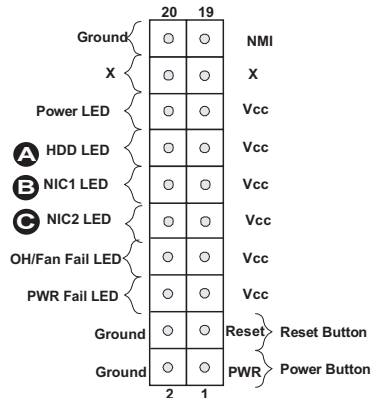 20 19
Ground NMI
X X
Power LED Vcc
A HDD LED Vcc
B NIC1 LED Vcc
C NIC2 LED Vcc
OH/Fan Fail LED Vcc
PWR Fail LED Vcc
Ground Reset Reset Button
Ground PWR Power Button
2 1